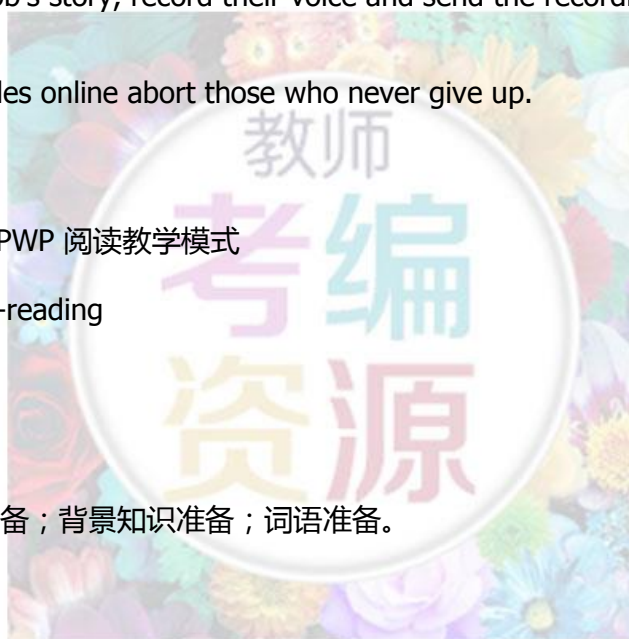 ob's story, record their voice and send the record
les online abort those who never give up.
教师
考编
PWP 阅读教学模式
-reading
资源
备；背景知识准备；词语准备。